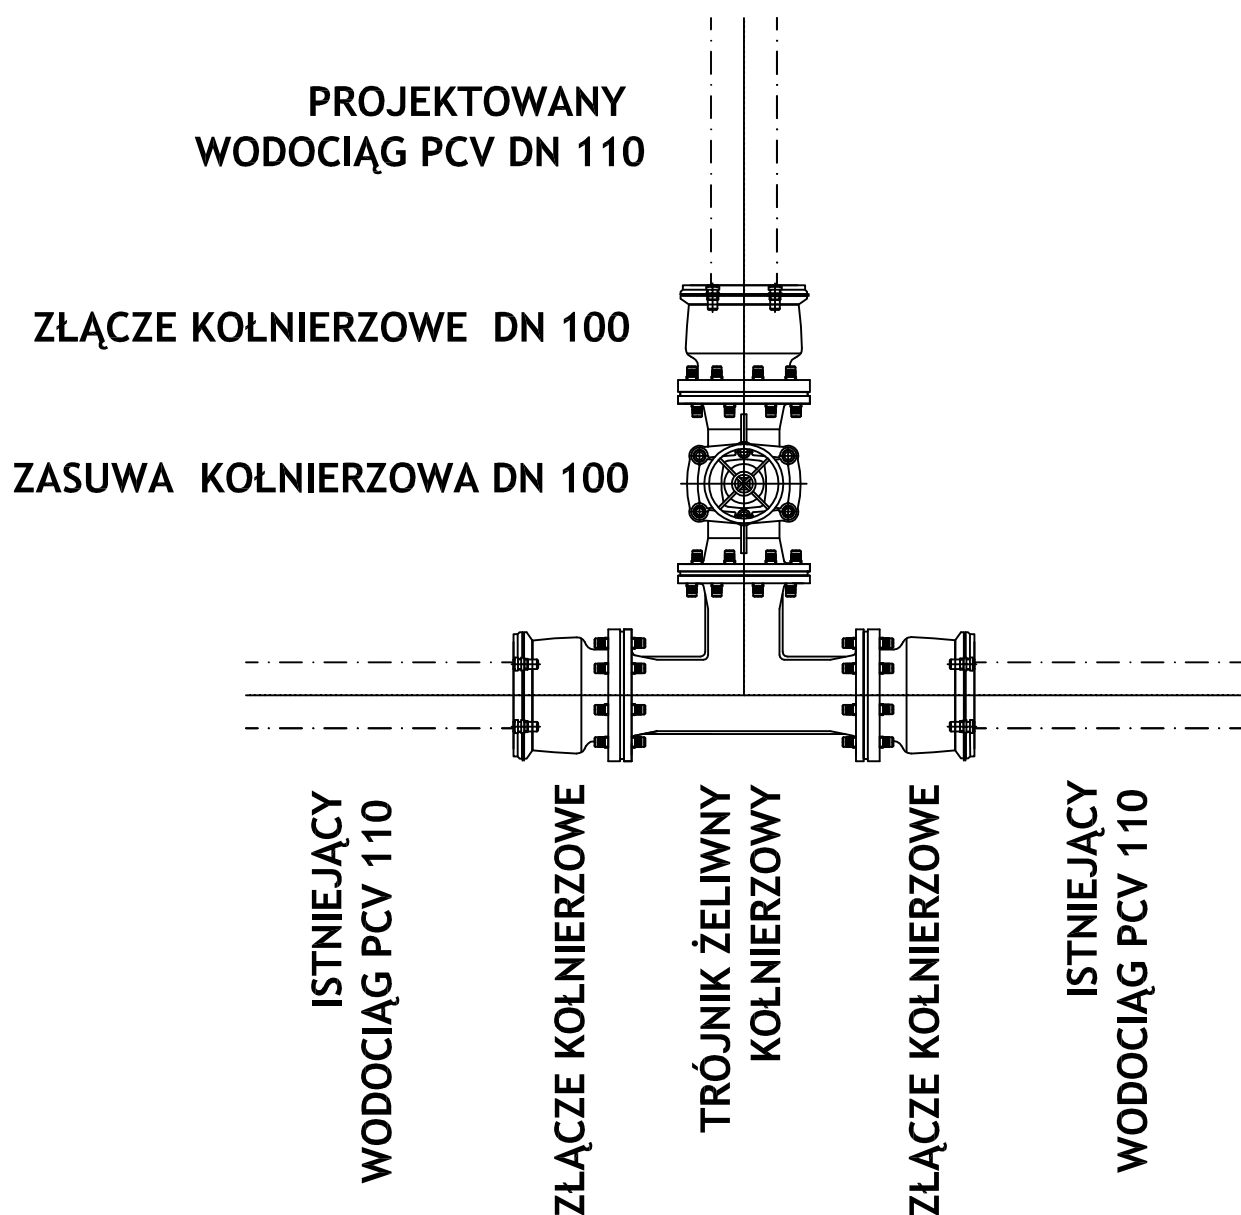 PROJEKTOWANY
WODOCIĄG PCV DN 110
ZŁĄCZE KOŁNIERZOWE DN 100
ZASUWA KOŁNIERZOWA DN 100
ISTNIEJĄCY
WODOCIĄG PCV 110
ZŁĄCZE KOŁNIERZOWE
TRÓJNIK ŻELIWNY
KOŁNIERZOWY
ZŁĄCZE KOŁNIERZOWE
ISTNIEJĄCY
WODOCIĄG PCV 110